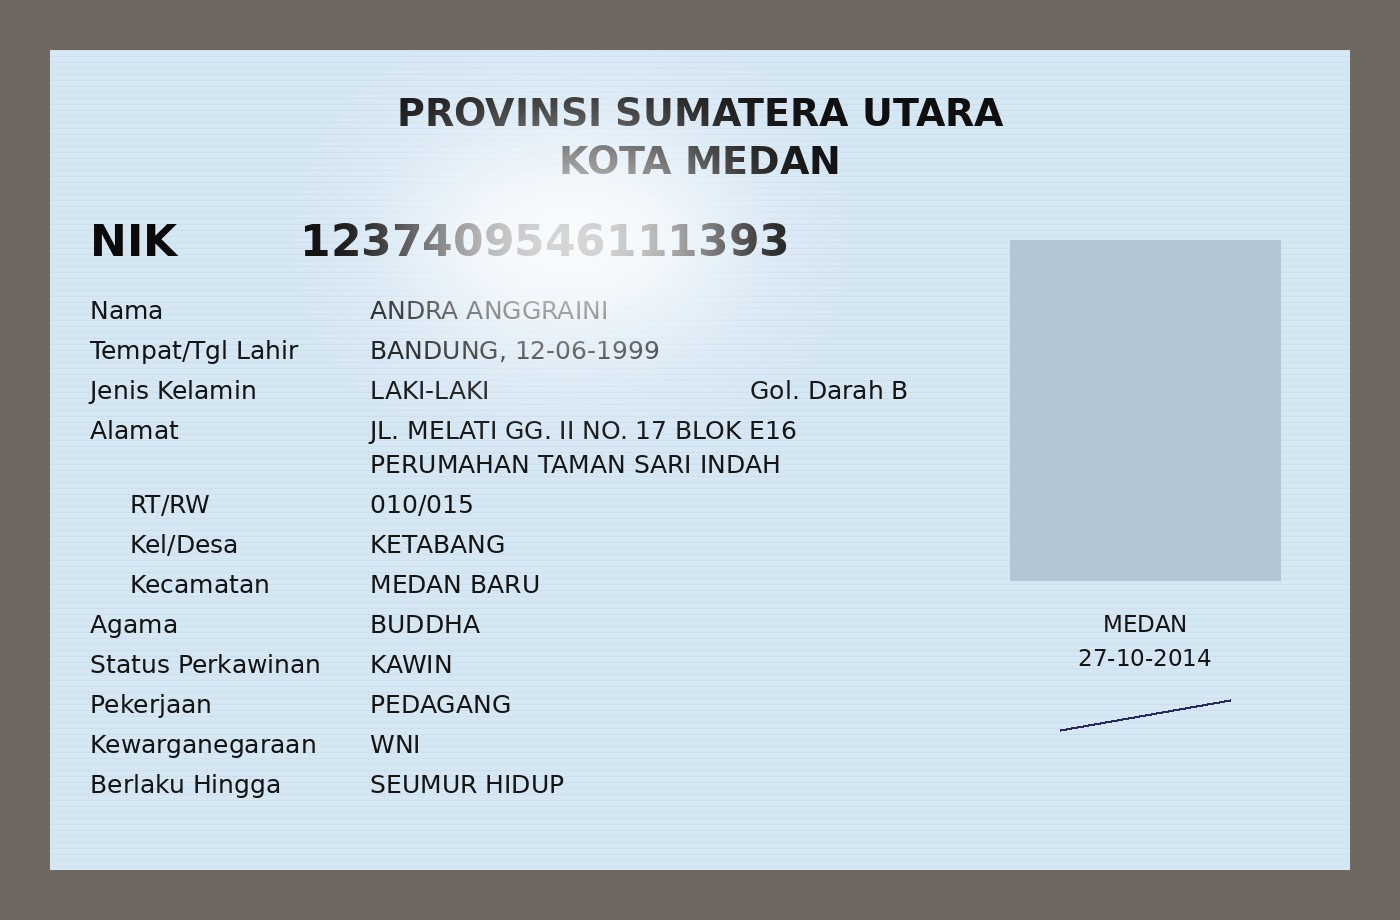 PROVINSI SUMATERA UTARA
KOTA MEDAN
NIK 1237409546111393
Nama ANDRA ANGGRAINI
Tempat/Tgl Lahir BANDUNG, 12-06-1999
Jenis Kelamin LAKI-LAKI Gol. Darah B
Alamat JL. MELATI GG. II NO. 17 BLOK E16
PERUMAHAN TAMAN SARI INDAH
RT/RW 010/015
Kel/Desa KETABANG
Kecamatan MEDAN BARU
Agama BUDDHA
Status Perkawinan KAWIN
Pekerjaan PEDAGANG
Kewarganegaraan WNI
Berlaku Hingga SEUMUR HIDUP
MEDAN
27-10-2014